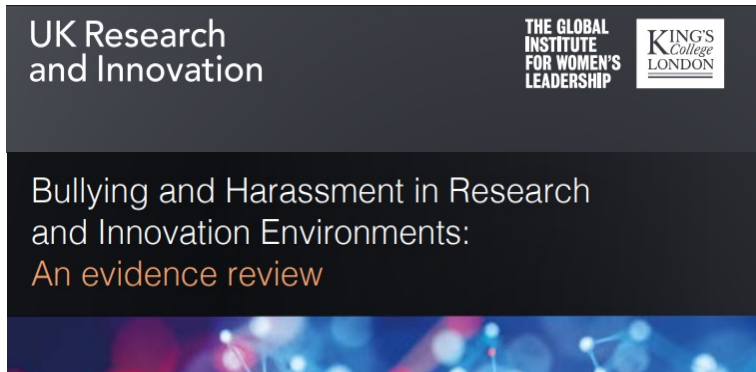 UK Research
and Innovation
THE GLOBAL
INSTITUTE
FOR WOMEN'S
LEADERSHIP
KING'S
College
LONDON
Bullying and Harassment in Research
and Innovation Environments:
An evidence review